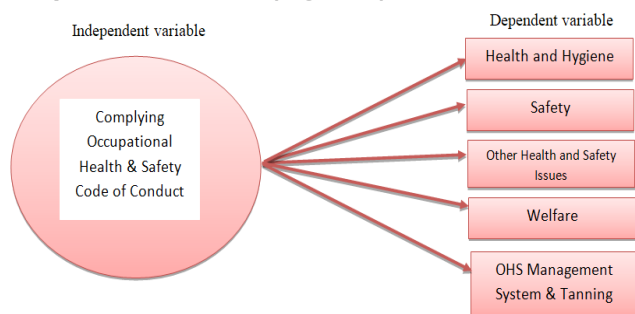 Independent variable
Complying
Occupational
Health & Safety
Code of Conduct
Dependent variable
Health and Hygiene
Safety
Other Health and Safety
Issues
Welfare
OHS Management
System & Tanning